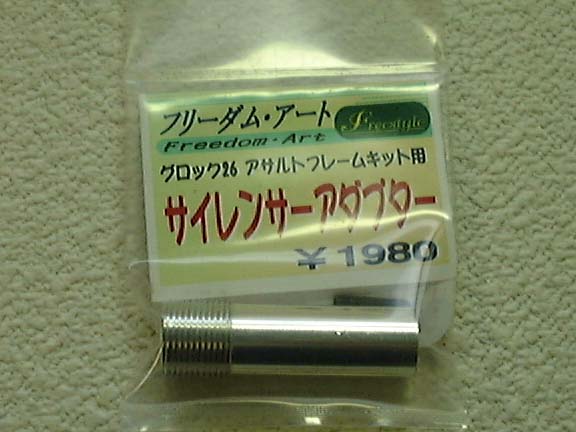 フリーダム・アート
Freestyle
Freedom・Art
グロック26 アサルトフレームキット用
サイレンサーアダプター
¥1980